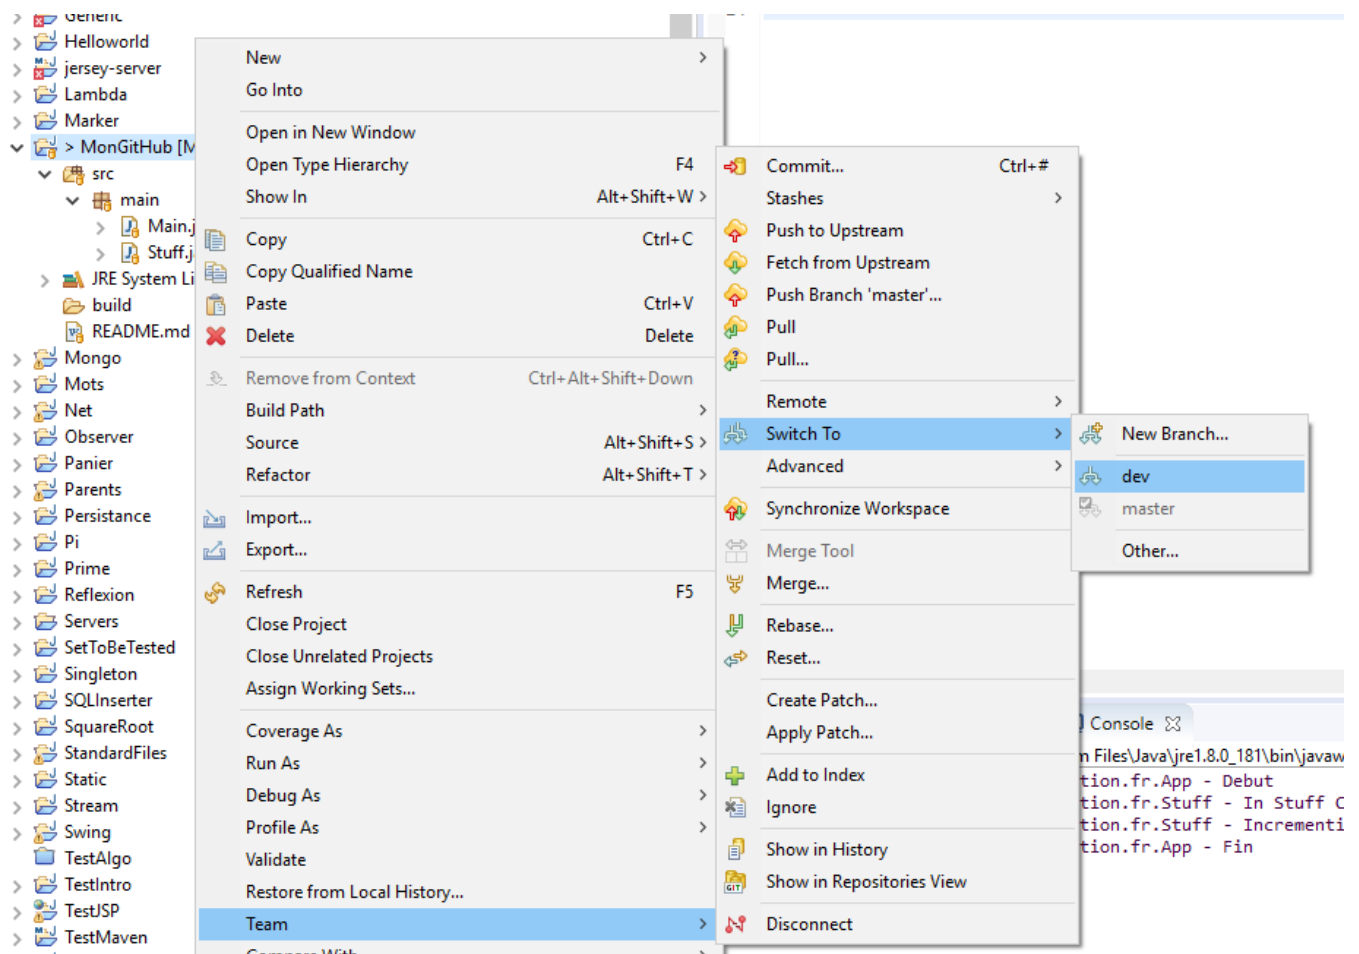 Generic
Helloworld
jersey-server
Lambda
Marker
> MonGitHub [M
src
main
Main.j
Stuff.j
JRE System Li
build
README.md
Mongo
Mots
Net
Observer
Panier
Parents
Persistance
Pi
Prime
Reflexion
Servers
SetToBeTested
Singleton
SQLInserter
SquareRoot
StandardFiles
Static
Stream
Swing
TestAlgo
TestIntro
TestJSP
TestMaven
New
Go Into
Open in New Window
Open Type Hierarchy F4
Show In Alt+Shift+W >
Copy Ctrl+C
Copy Qualified Name
Paste Ctrl+V
Delete Delete
Remove from Context Ctrl+Alt+Shift+Down
Build Path
Source Alt+Shift+S >
Refactor Alt+Shift+T >
Import...
Export...
Refresh F5
Close Project
Close Unrelated Projects
Assign Working Sets...
Coverage As
Run As
Debug As
Profile As
Validate
Restore from Local History...
Team
Compare With
Commit... Ctrl+#
Stashes
Push to Upstream
Fetch from Upstream
Push Branch 'master'...
Pull
Pull...
Remote
Switch To
Advanced
Synchronize Workspace
Merge Tool
Merge...
Rebase...
Reset...
Create Patch...
Apply Patch...
Add to Index
Ignore
Show in History
Show in Repositories View
Disconnect
New Branch...
dev
master
Other...
Console
m Files\Java\jre1.8.0_181\bin\javaw
tion.fr.App - Debut
tion.fr.Stuff - In Stuff C
tion.fr.Stuff - Incrementi
tion.fr.App - Fin